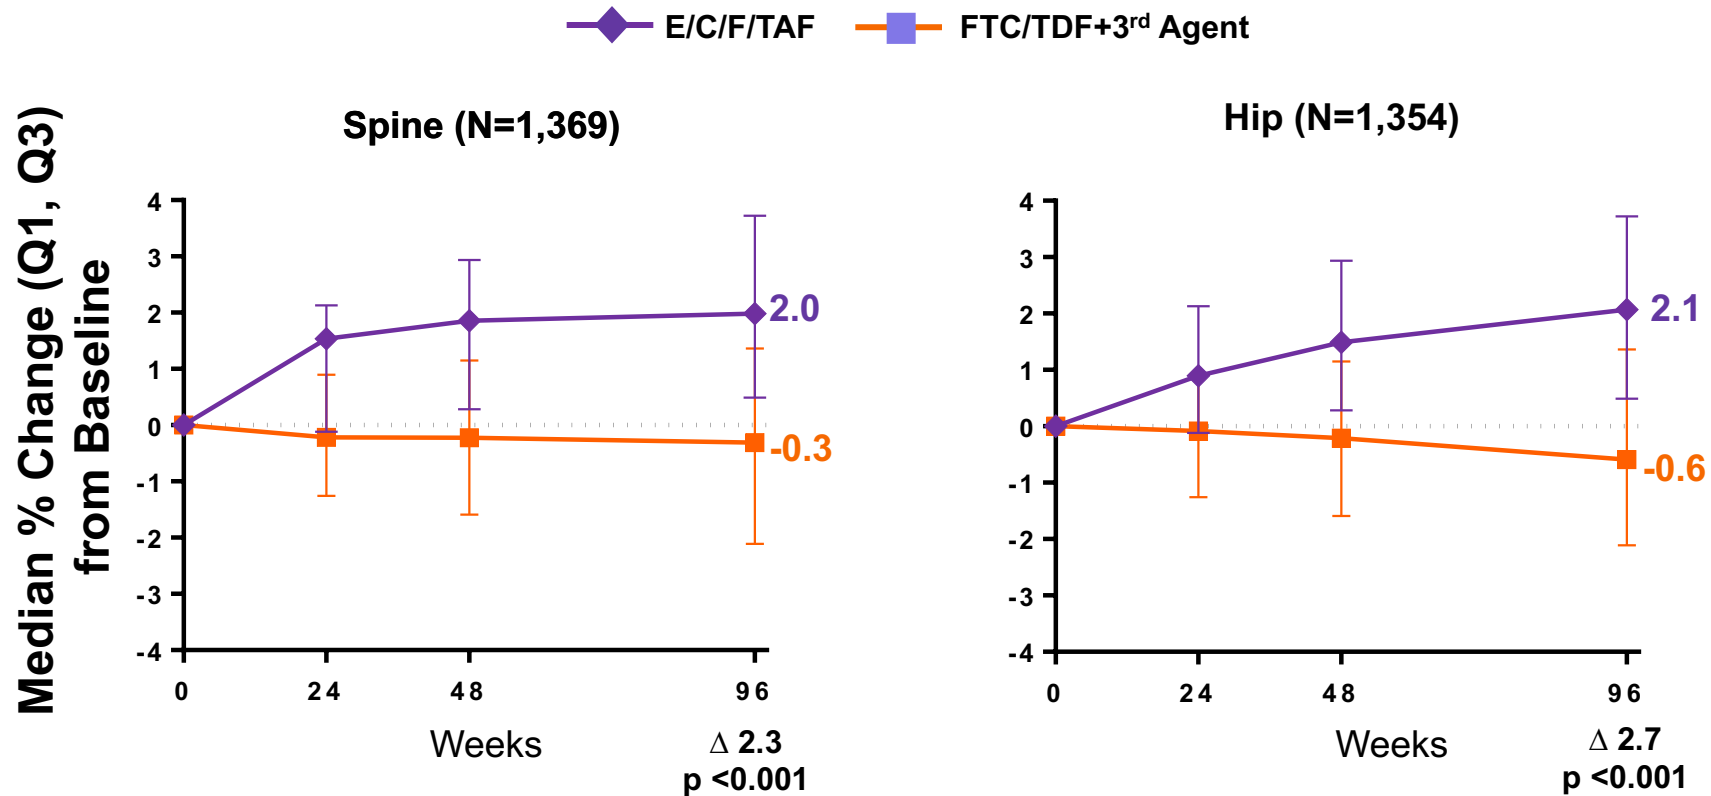 E/C/F/TAF
FTC/TDF+3rd Agent
Median % Change (Q1, Q3)
from Baseline
Spine (N=1,369)
4
3
2
1
0
-1
-2
-3
-4
2.0
-0.3
0
24
48
96
Weeks
Δ 2.3
p <0.001
Hip (N=1,354)
4
3
2
1
0
-1
-2
-3
-4
2.1
-0.6
0
24
48
96
Weeks
Δ 2.7
p <0.001